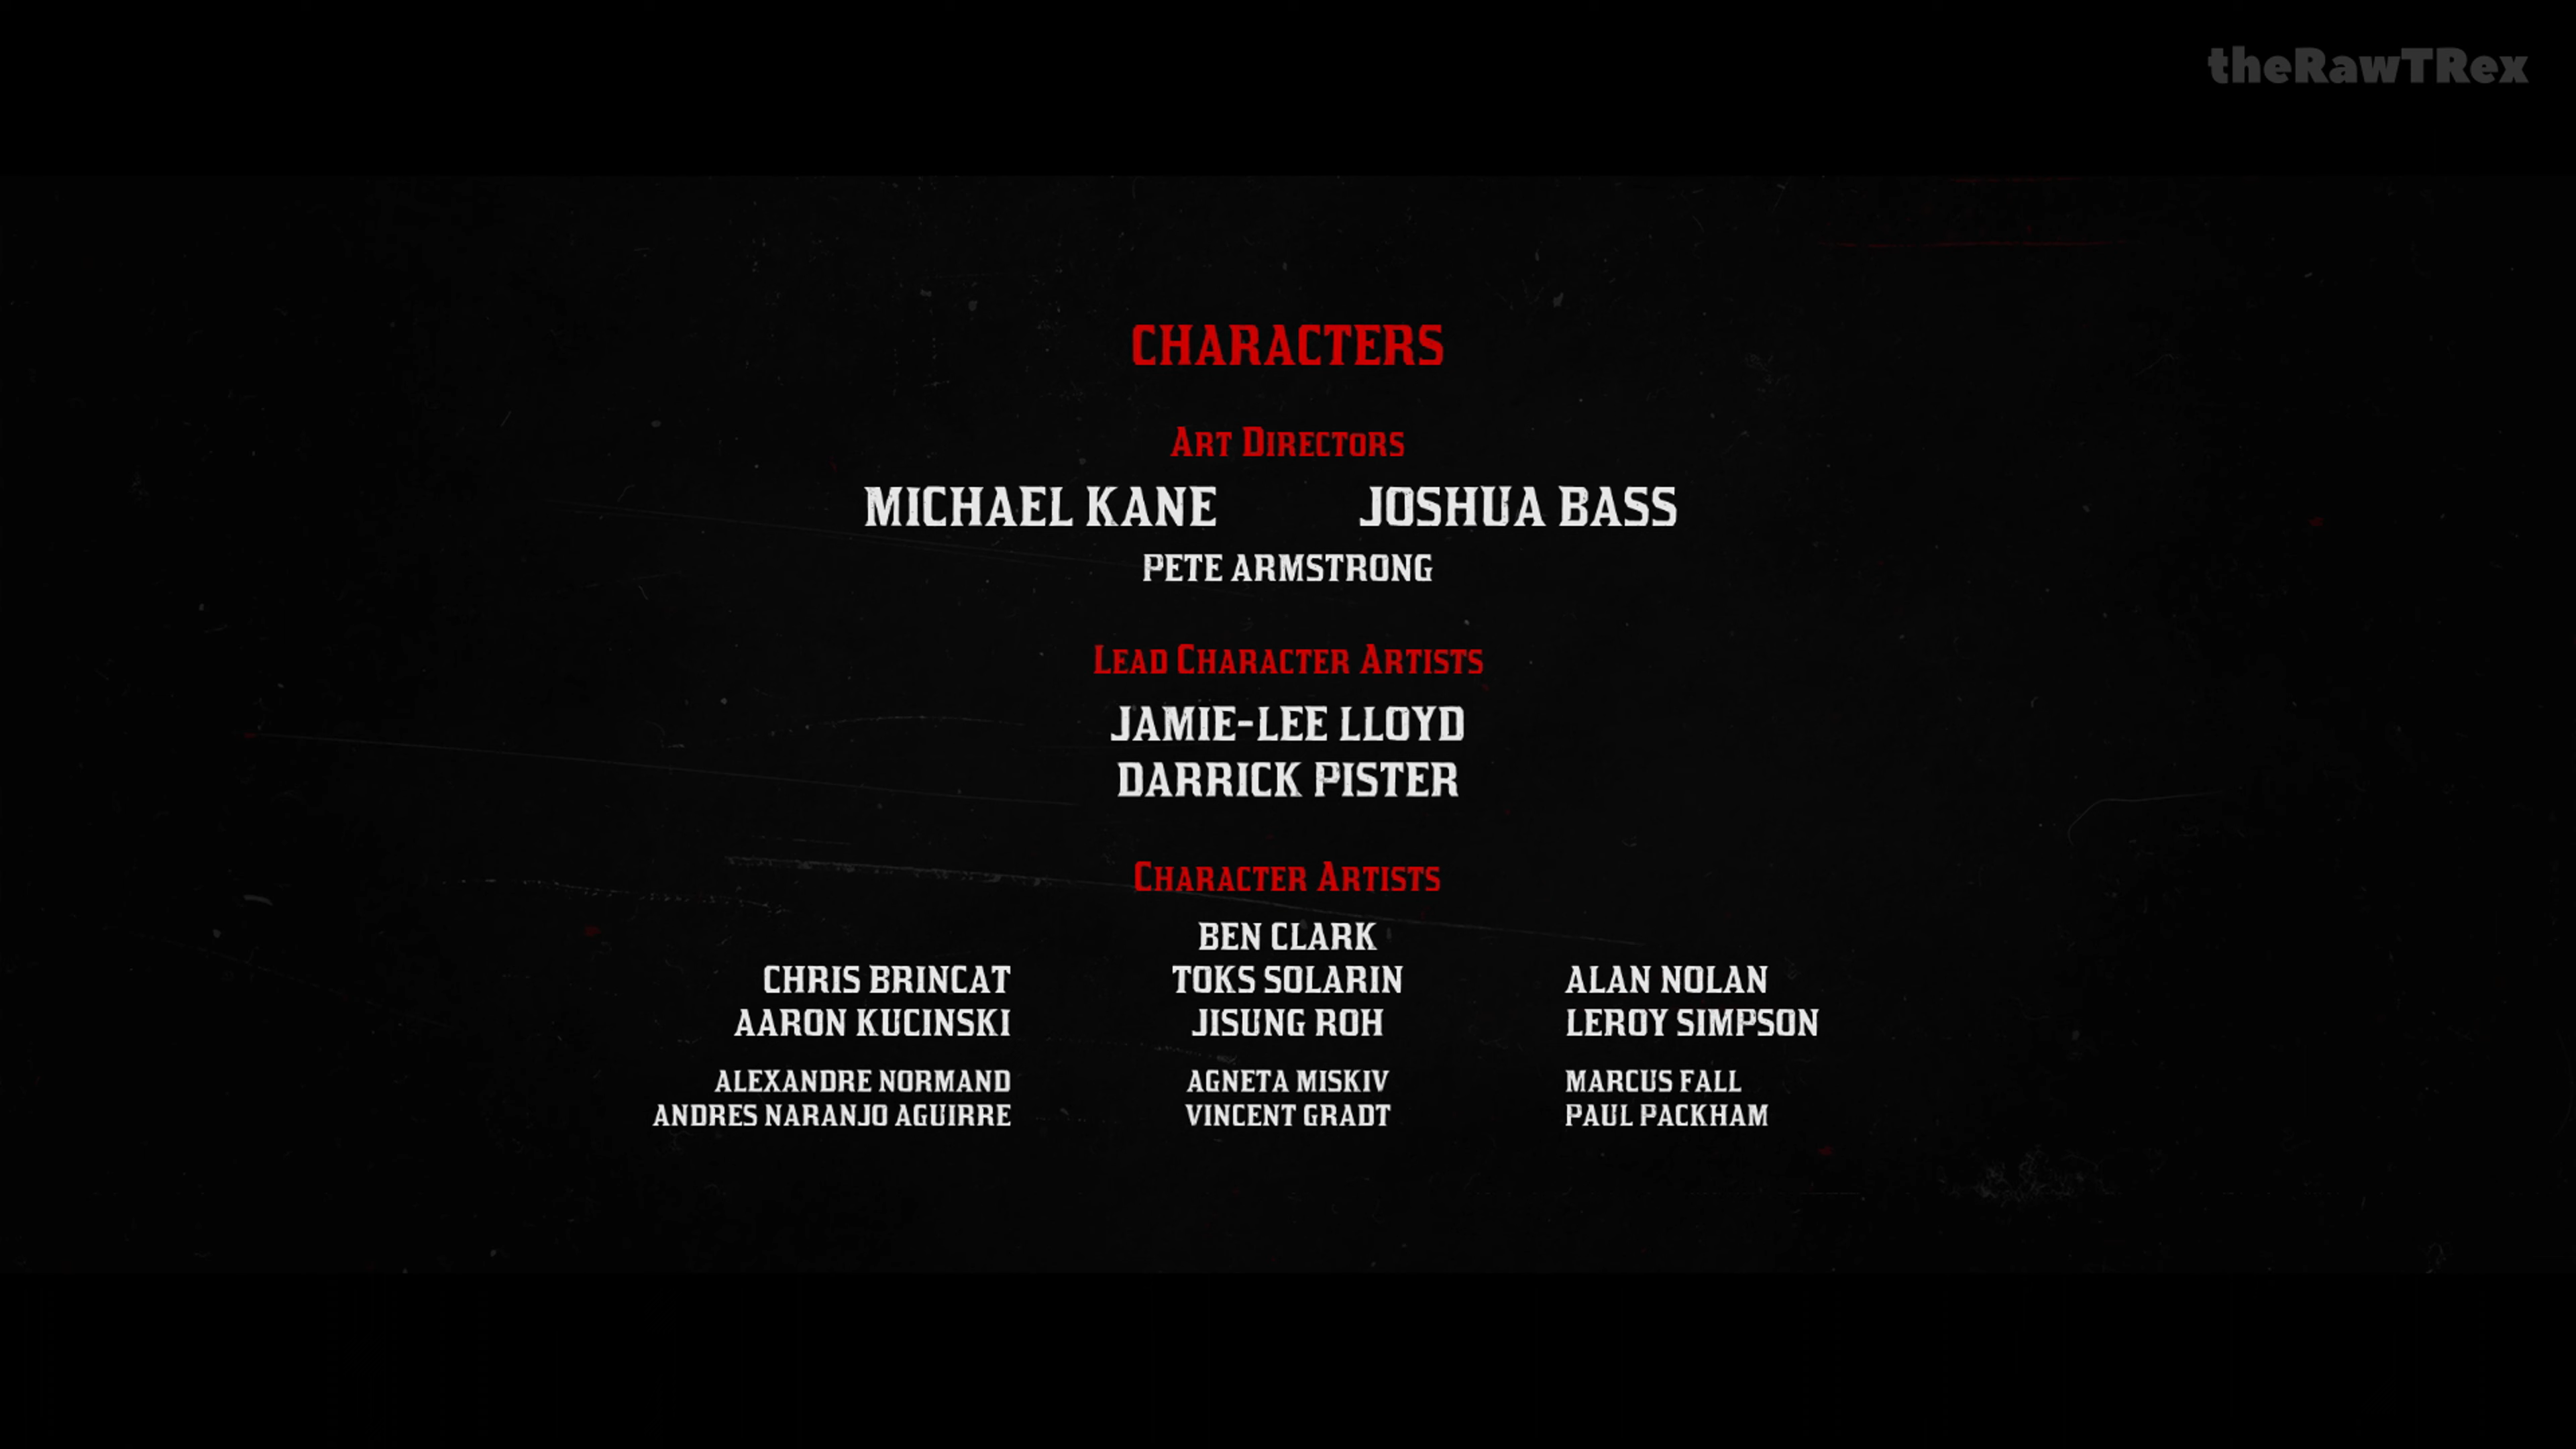 theRawTRex
CHARACTERS
ART DIRECTORS
MICHAEL KANE JOSHUA BASS
PETE ARMSTRONG
LEAD CHARACTER ARTISTS
JAMIE-LEE LLOYD
DARRICK PISTER
CHARACTER ARTISTS
BEN CLARK
CHRIS BRINCAT TOKS SOLARIN ALAN NOLAN
AARON KUCINSKI JISUNG ROH LEROY SIMPSON
ALEXANDRE NORMAND AGNETA MISKIV MARCUS FALL
ANDRES NARANJO AGUIRRE VINCENT GRADT PAUL PACKHAM